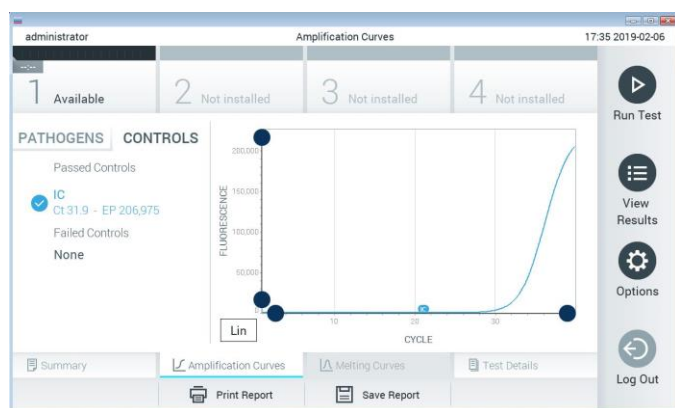 administrator Amplification Curves 17:35 2019-02-06
--:--
1 Available 2 Not installed 3 Not installed 4 Not installed
Run Test
PATHOGENS CONTROLS
Passed Controls
IC
Ct 31.9 - EP 206,975
Failed Controls
None
FLUORESCENCE
200,000
150,000
100,000
50,000
0
IC
10 20 30
CYCLE
Lin
View
Results
Options
Log Out
Summary Amplification Curves Melting Curves Test Details
Print Report Save Report